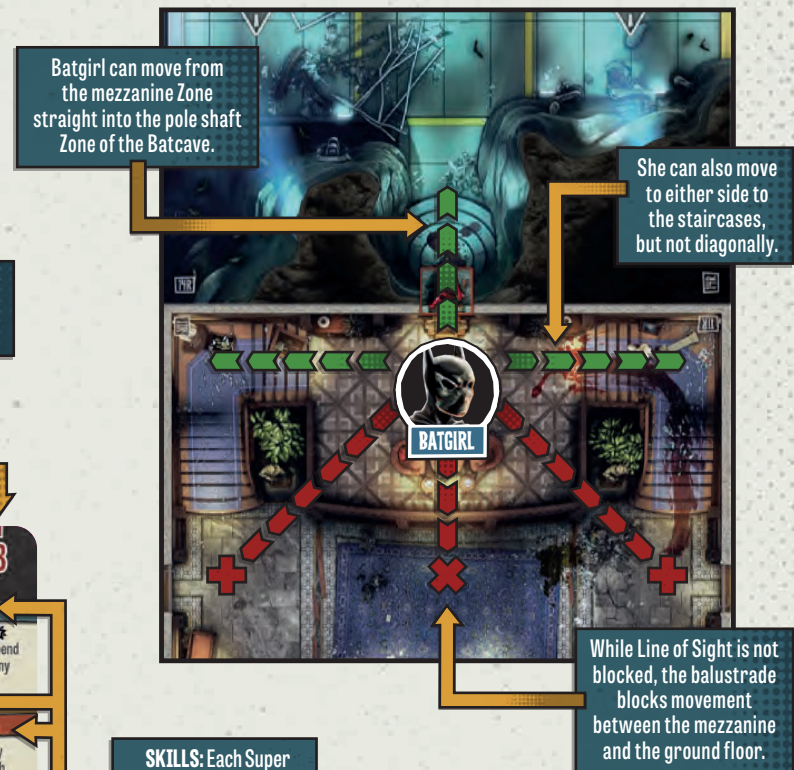 Batgirl can move from
the mezzanine Zone
straight into the pole shaft
Zone of the Batcave.
She can also move
to either side to
the staircases,
but not diagonally.
BATGIRL
While Line of Sight is not
blocked, the balustrade
blocks movement
between the mezzanine
and the ground floor.
SKILLS: Each Super